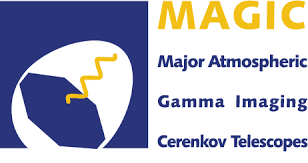 MAGIC
Major Atmospheric
Gamma Imaging
Cerenkov Telescopes